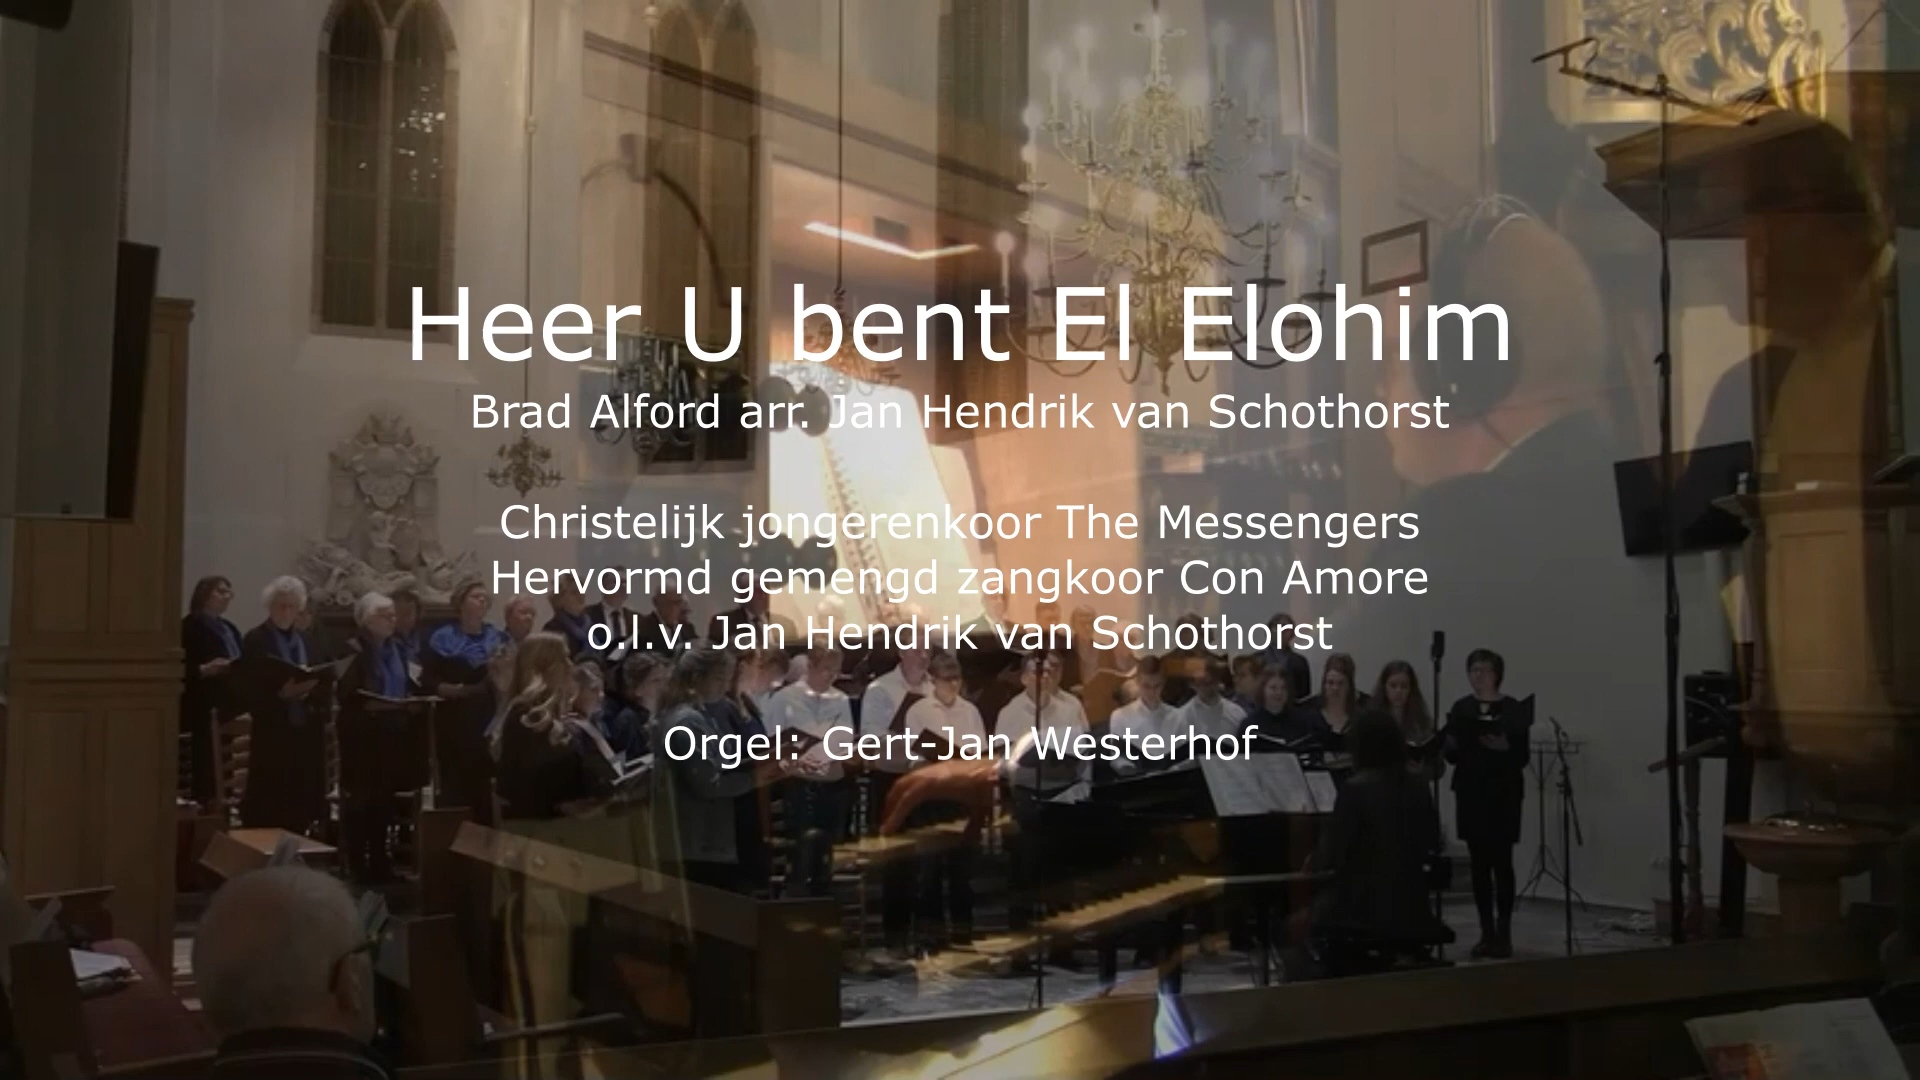 Heer U bent El Elohim
Brad Alford arr. Jan Hendrik van Schothorst
Christelijk jongerenkoor The Messengers
Hervormd gemengd zangkoor Con Amore
o.l.v. Jan Hendrik van Schothorst
Orgel: Gert-Jan Westerhof